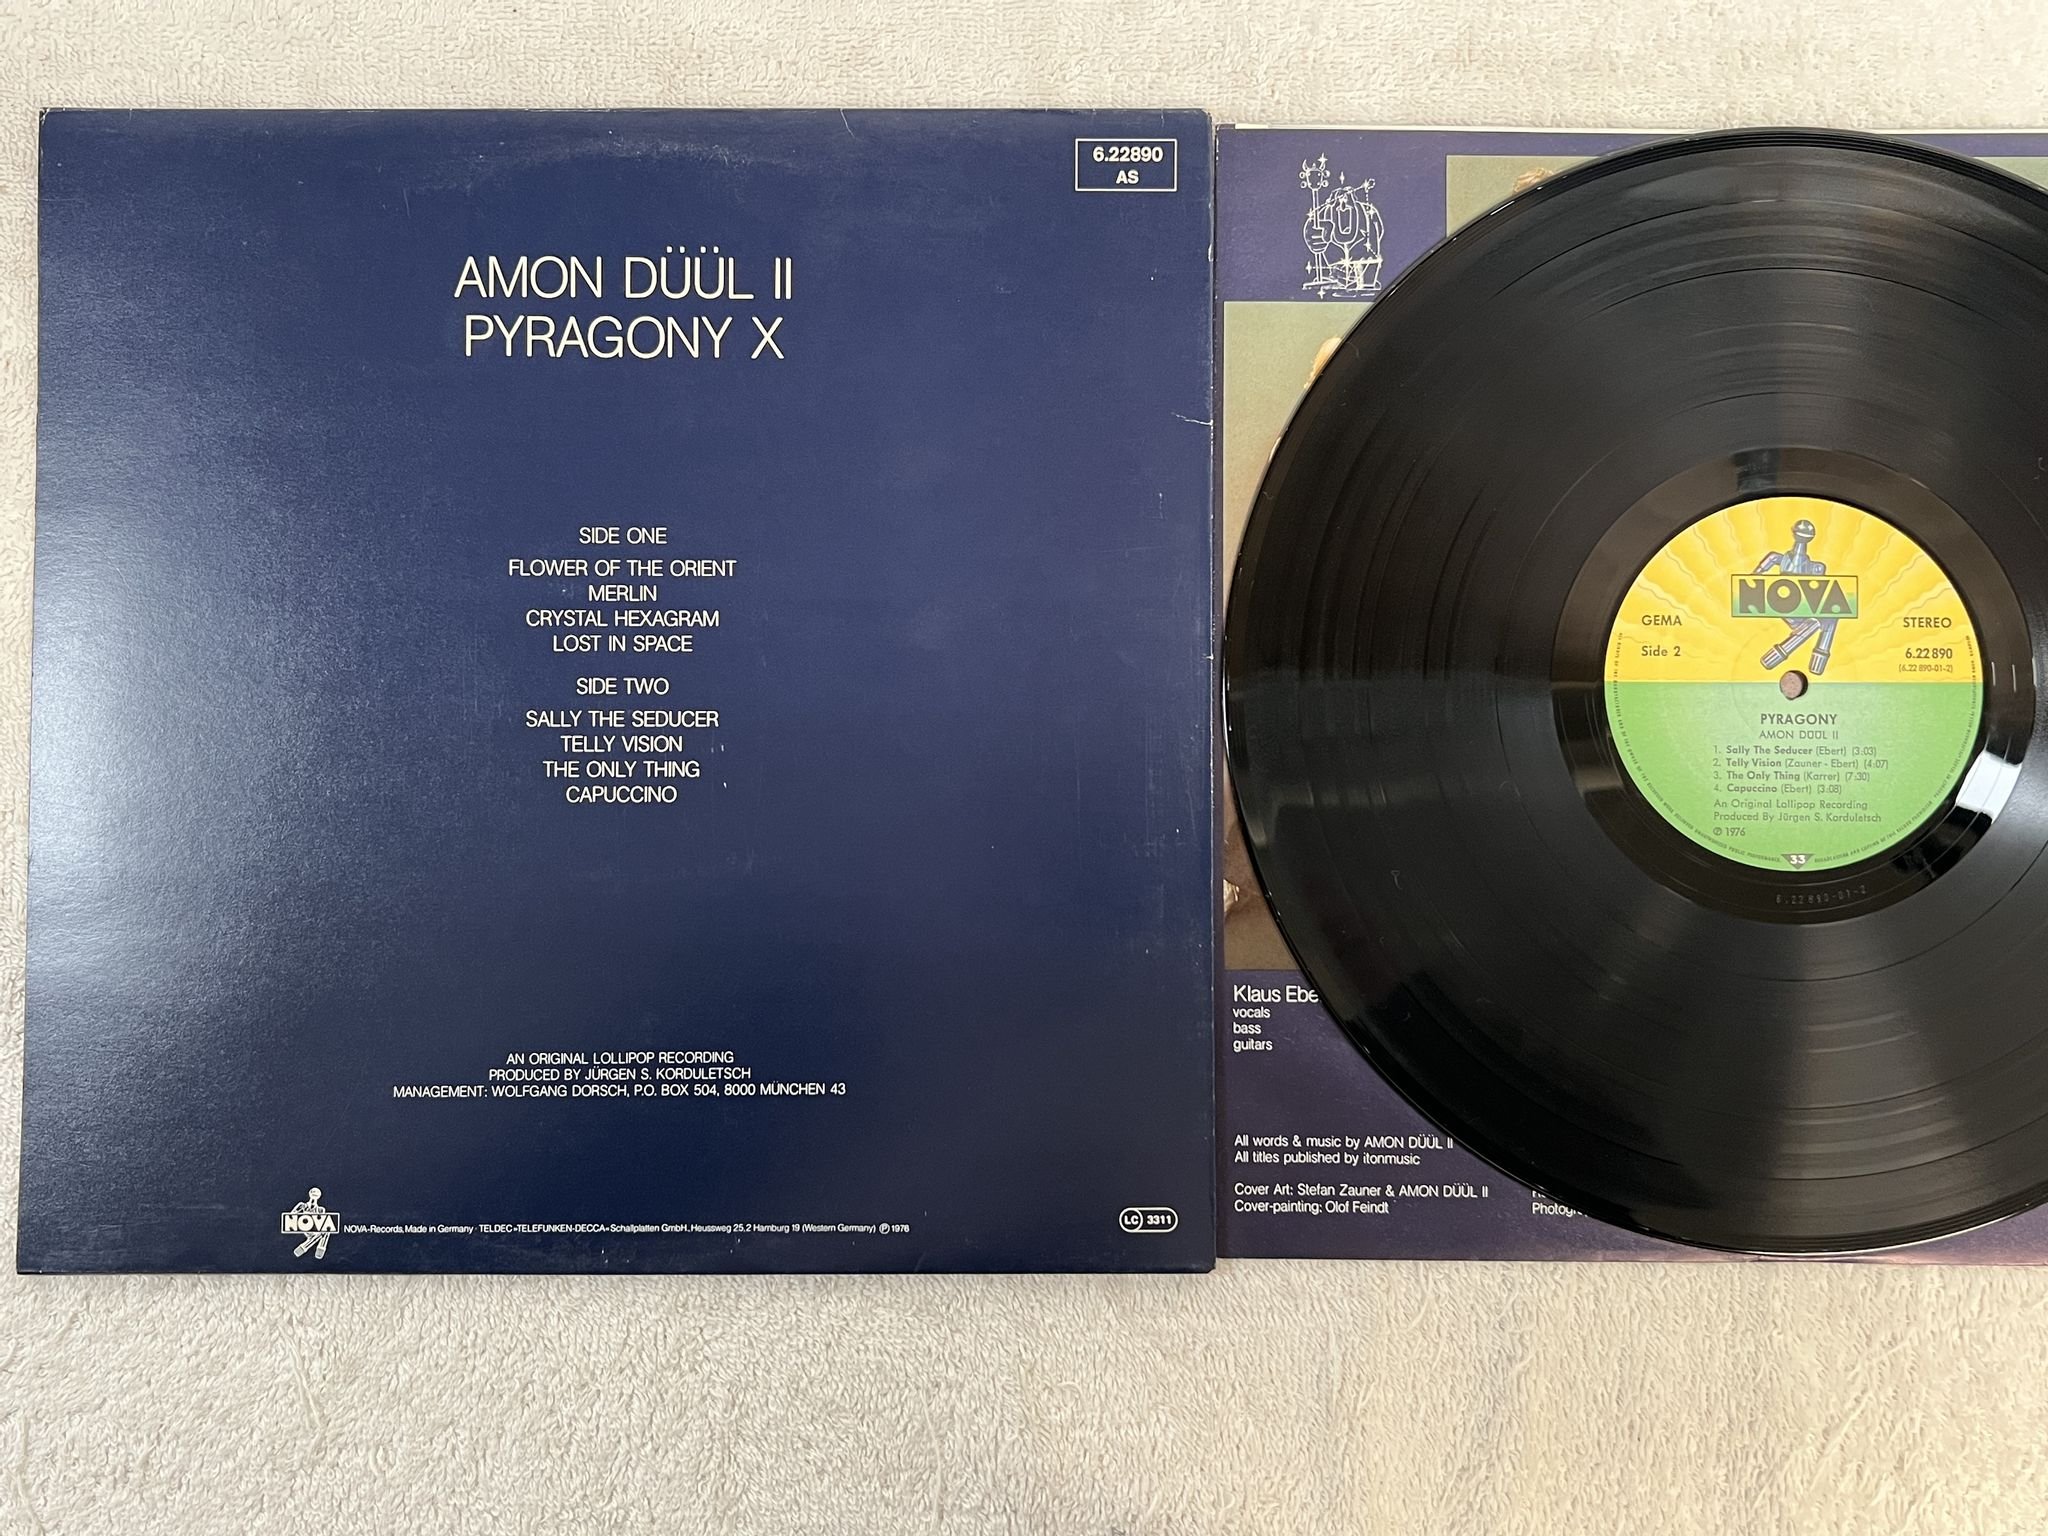 6.22890
AS
AMON DÜÜL II
PYRAGONY X
SIDE ONE
FLOWER OF THE ORIENT
MERLIN
CRYSTAL HEXAGRAM
LOST IN SPACE
SIDE TWO
SALLY THE SEDUCER
TELLY VISION
THE ONLY THING
CAPUCCINO
AN ORIGINAL LOLLIPOP RECORDING
PRODUCED BY JÜRGEN S. KORDULETSCH
MANAGEMENT: WOLFGANG DORSCH, P.O. BOX 504, 8000 MÜNCHEN 43
NOVA
NOVA-Records, Made in Germany · TELDEC »TELEFUNKEN-DECCA« Schallplatten GmbH, Heussweg 25, 2 Hamburg 19 (Western Germany) Ⓟ 1976
LC 3311
NOVA
GEMA
STEREO
Side 2
6.22 890
(6.22 890-01-2)
PYRAGONY
AMON DÜÜL II
1. Sally The Seducer (Ebert) (3:03)
2. Telly Vision (Zauner - Ebert) (4:07)
3. The Only Thing (Karrer) (7:30)
4. Capuccino (Ebert) (3:08)
An Original Lollipop Recording
Produced By Jürgen S. Korduletsch
Ⓟ 1976
33
6.22890-01-2
Klaus Ebe
vocals
bass
guitars
All words & music by AMON DÜÜL II
All titles published by itonmusic
Cover Art: Stefan Zauner & AMON DÜÜL II
Cover-painting: Olof Feindt